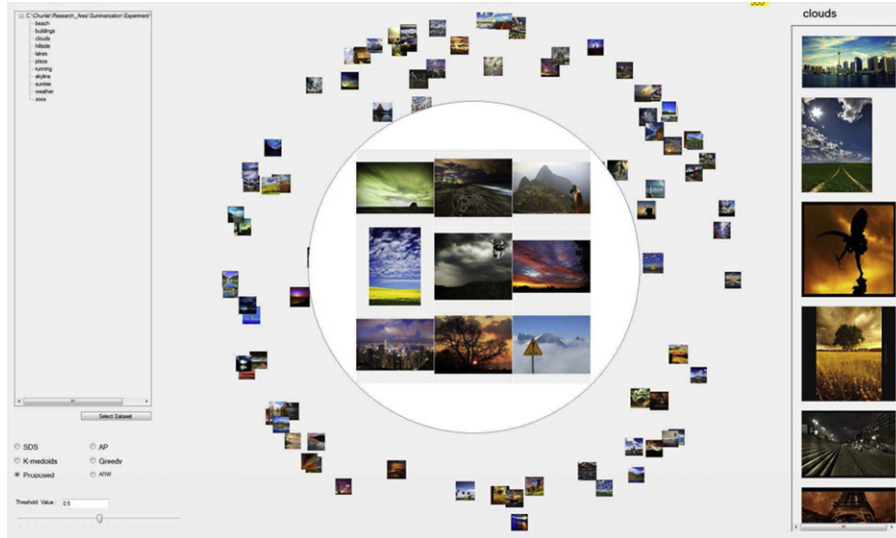 C:\Chunlei\Research_Area\Summarization\Experiment\
beach
buildings
clouds
hillside
lakes
plaza
running
skyline
sunrise
weather
zoos
Select Dataset
SDS
AP
K-medoids
Greedy
Proposed
ARW
Threshold Value :
0.5
clouds